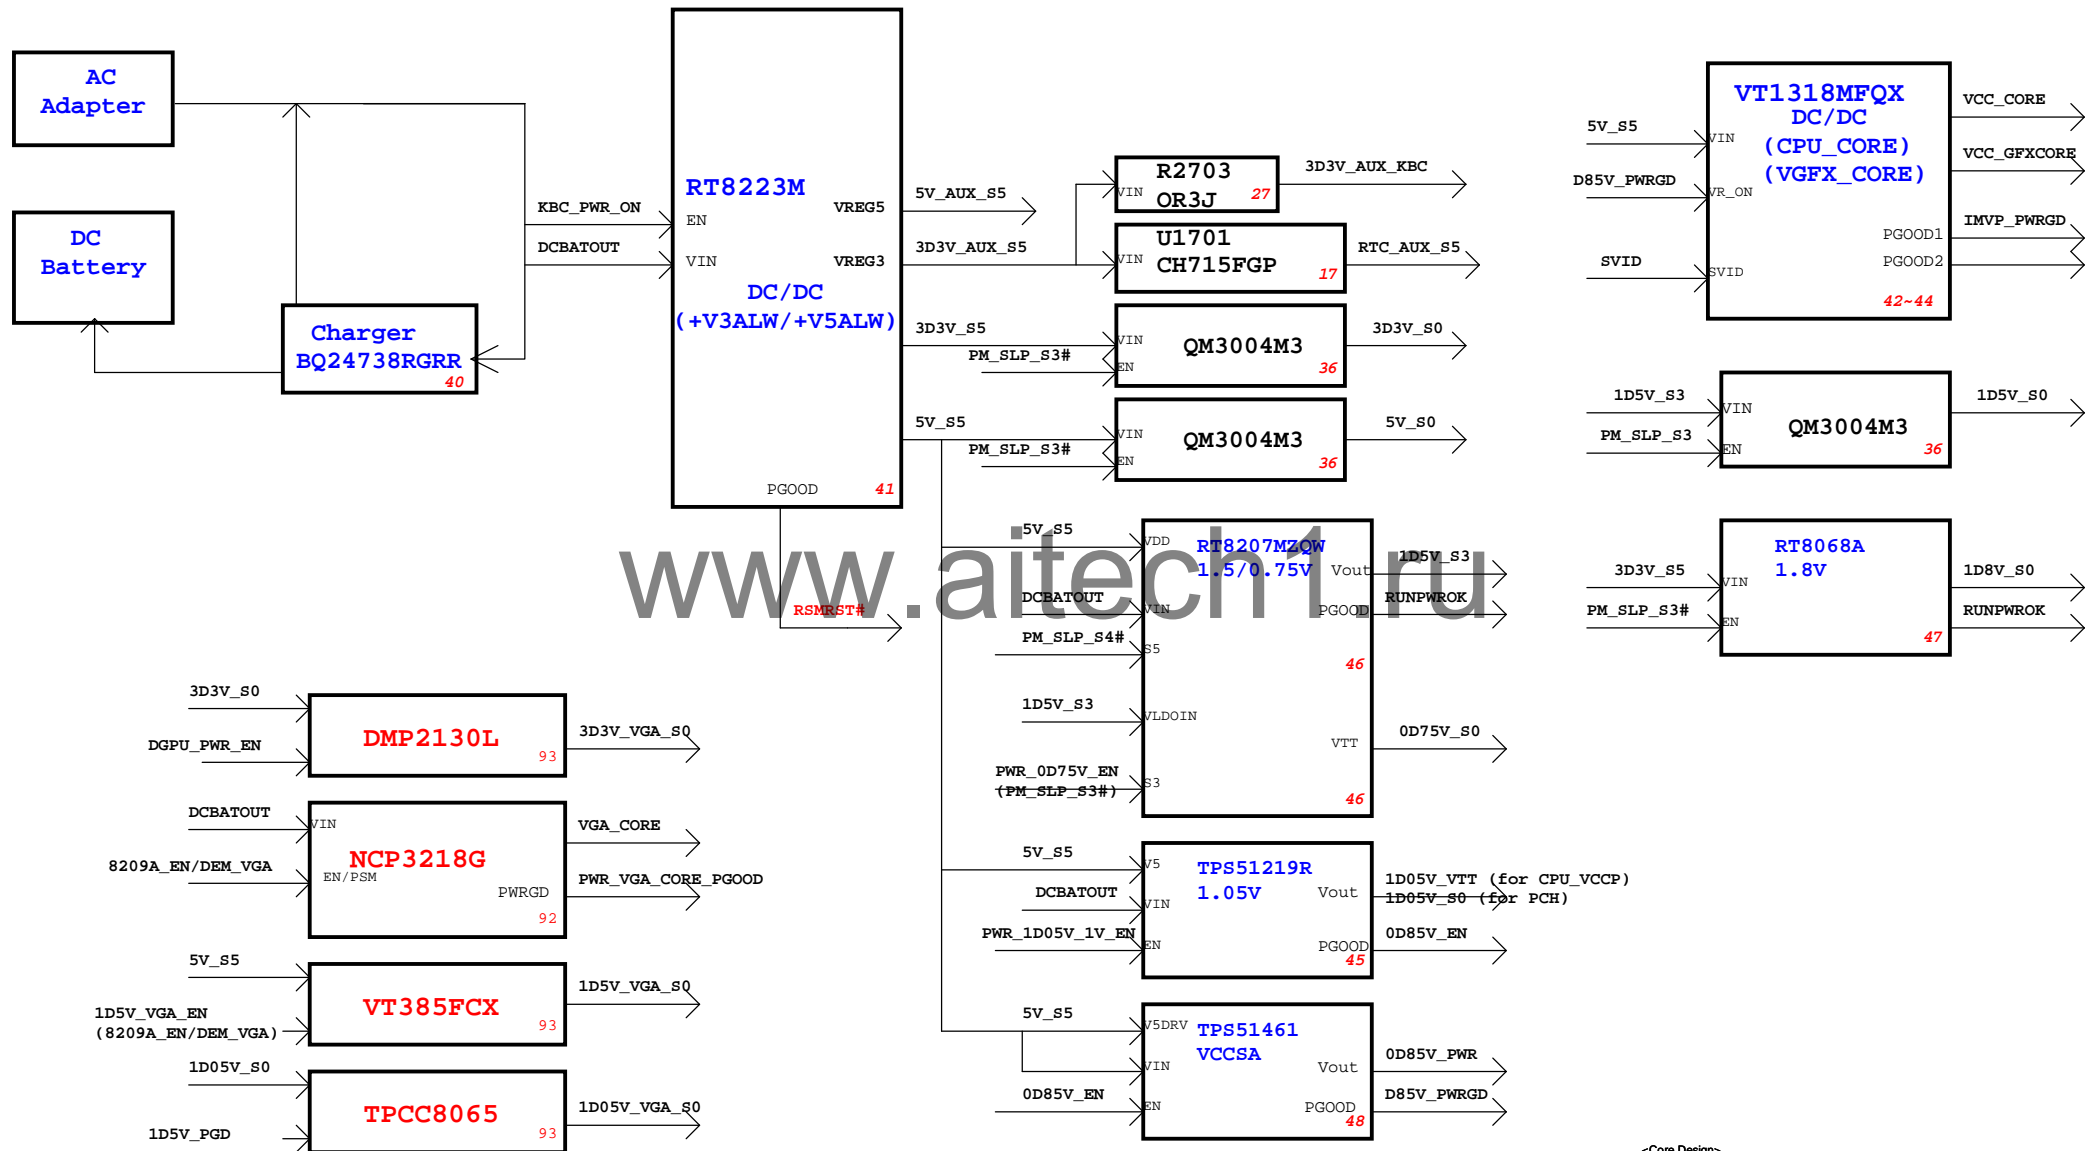 AC
Adapter
DC
Battery
Charger
BQ24738RGRR
40
KBC_PWR_ON
DCBATOUT
RT8223M
EN
VIN
VREG5
VREG3
DC/DC
(+V3ALW/+V5ALW)
PGOOD
41
RSMRST#
5V_AUX_S5
3D3V_AUX_S5
3D3V_S5
PM_SLP_S3#
5V_S5
PM_SLP_S3#
R2703
OR3J
VIN
27
3D3V_AUX_KBC
U1701
CH715FGP
VIN
17
RTC_AUX_S5
VIN
QM3004M3
EN
36
3D3V_S0
VIN
QM3004M3
EN
36
5V_S0
5V_S5
DCBATOUT
PM_SLP_S4#
1D5V_S3
PWR_0D75V_EN
(PM_SLP_S3#)
VDD
RT8207MZQW
1.5/0.75V
Vout
VIN
PGOOD
S5
46
VLDOIN
VTT
S3
46
1D5V_S3
RUNPWROK
0D75V_S0
5V_S5
DCBATOUT
PWR_1D05V_1V_EN
V5
TPS51219R
1.05V
Vout
VIN
EN
PGOOD
45
1D05V_VTT (for CPU_VCCP)
1D05V_S0 (for PCH)
0D85V_EN
5V_S5
0D85V_EN
V5DRV
TPS51461
VCCSA
VIN
Vout
EN
PGOOD
48
0D85V_PWR
D85V_PWRGD
5V_S5
D85V_PWRGD
SVID
VT1318MFQX
DC/DC
(CPU_CORE)
(VGFX_CORE)
VIN
VR_ON
SVID
PGOOD1
PGOOD2
42~44
VCC_CORE
VCC_GFXCORE
IMVP_PWRGD
1D5V_S3
PM_SLP_S3
VIN
QM3004M3
EN
36
1D5V_S0
3D3V_S5
PM_SLP_S3#
RT8068A
1.8V
VIN
EN
47
1D8V_S0
RUNPWROK
3D3V_S0
DGPU_PWR_EN
DMP2130L
93
3D3V_VGA_S0
DCBATOUT
8209A_EN/DEM_VGA
VIN
NCP3218G
EN/PSM
PWRGD
92
VGA_CORE
PWR_VGA_CORE_PGOOD
5V_S5
1D5V_VGA_EN
(8209A_EN/DEM_VGA)
VT385FCX
93
1D5V_VGA_S0
1D05V_S0
1D5V_PGD
TPCC8065
93
1D05V_VGA_S0
www.aitech1.ru
<Core Design>